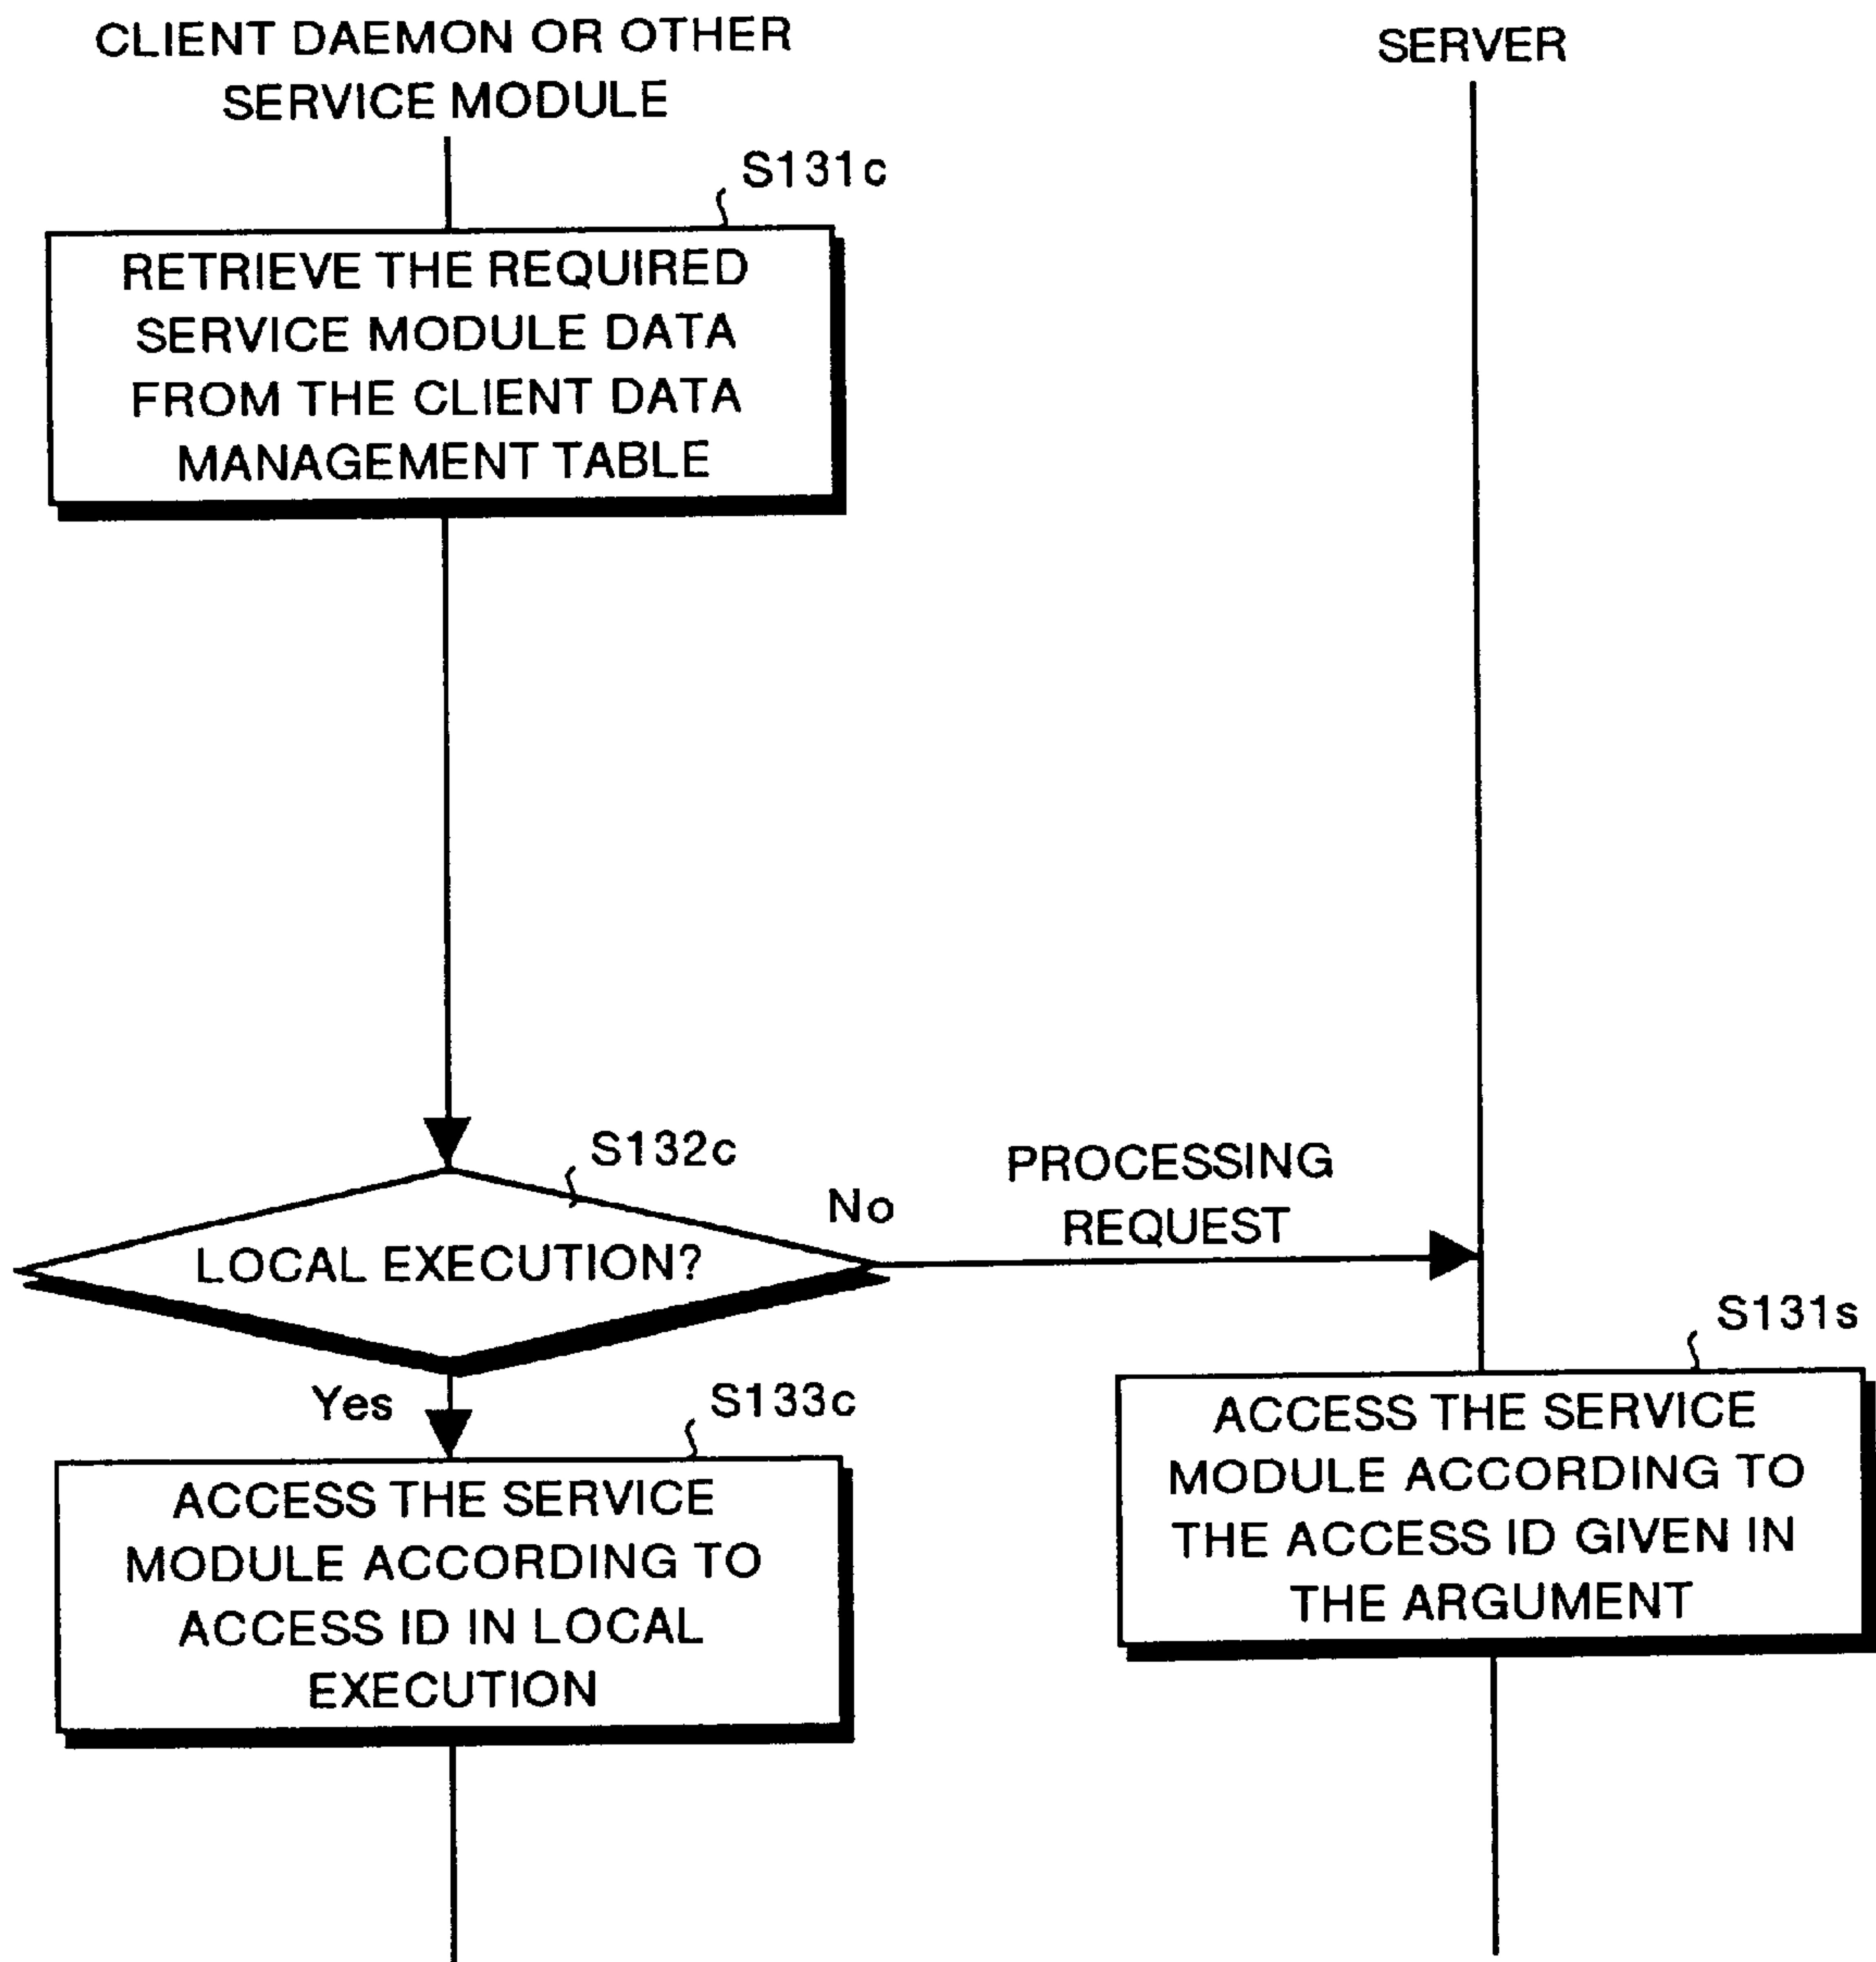 CLIENT DAEMON OR OTHER
SERVICE MODULE
SERVER
S131c
RETRIEVE THE REQUIRED
SERVICE MODULE DATA
FROM THE CLIENT DATA
MANAGEMENT TABLE
S132c
LOCAL EXECUTION?
No
PROCESSING
REQUEST
Yes
S133c
ACCESS THE SERVICE
MODULE ACCORDING TO
ACCESS ID IN LOCAL
EXECUTION
S131s
ACCESS THE SERVICE
MODULE ACCORDING TO
THE ACCESS ID GIVEN IN
THE ARGUMENT